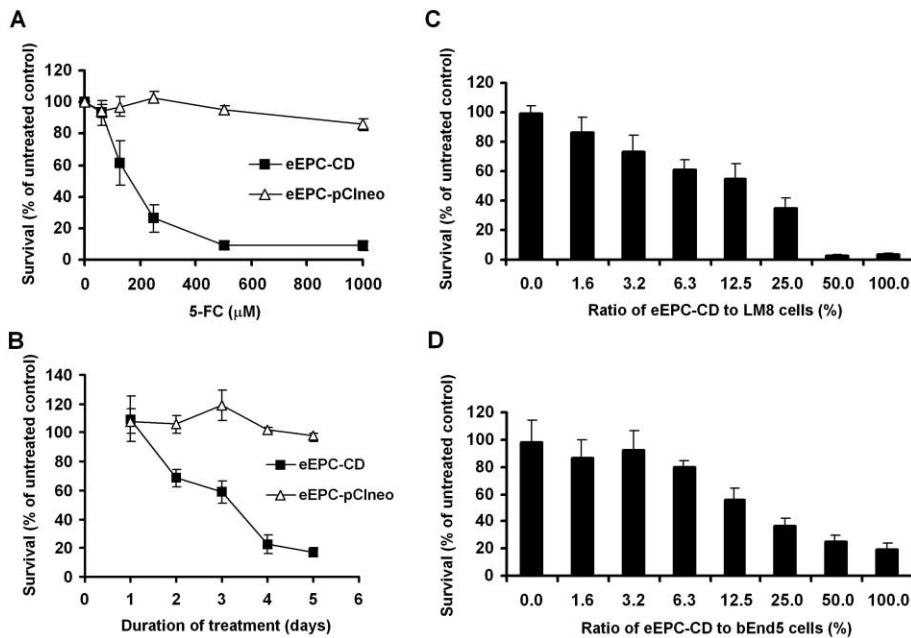 A
Survival (% of untreated control)
120
100
80
60
40
20
0
eEPC-CD
eEPC-pCIneo
0 200 400 600 800 1000
5-FC (μM)
B
Survival (% of untreated control)
140
120
100
80
60
40
20
0
eEPC-CD
eEPC-pCIneo
0 1 2 3 4 5 6
Duration of treatment (days)
C
Survival (% of untreated control)
120
100
80
60
40
20
0
0.0 1.6 3.2 6.3 12.5 25.0 50.0 100.0
Ratio of eEPC-CD to LM8 cells (%)
D
Survival (% of untreated control)
120
100
80
60
40
20
0
0.0 1.6 3.2 6.3 12.5 25.0 50.0 100.0
Ratio of eEPC-CD to bEnd5 cells (%)